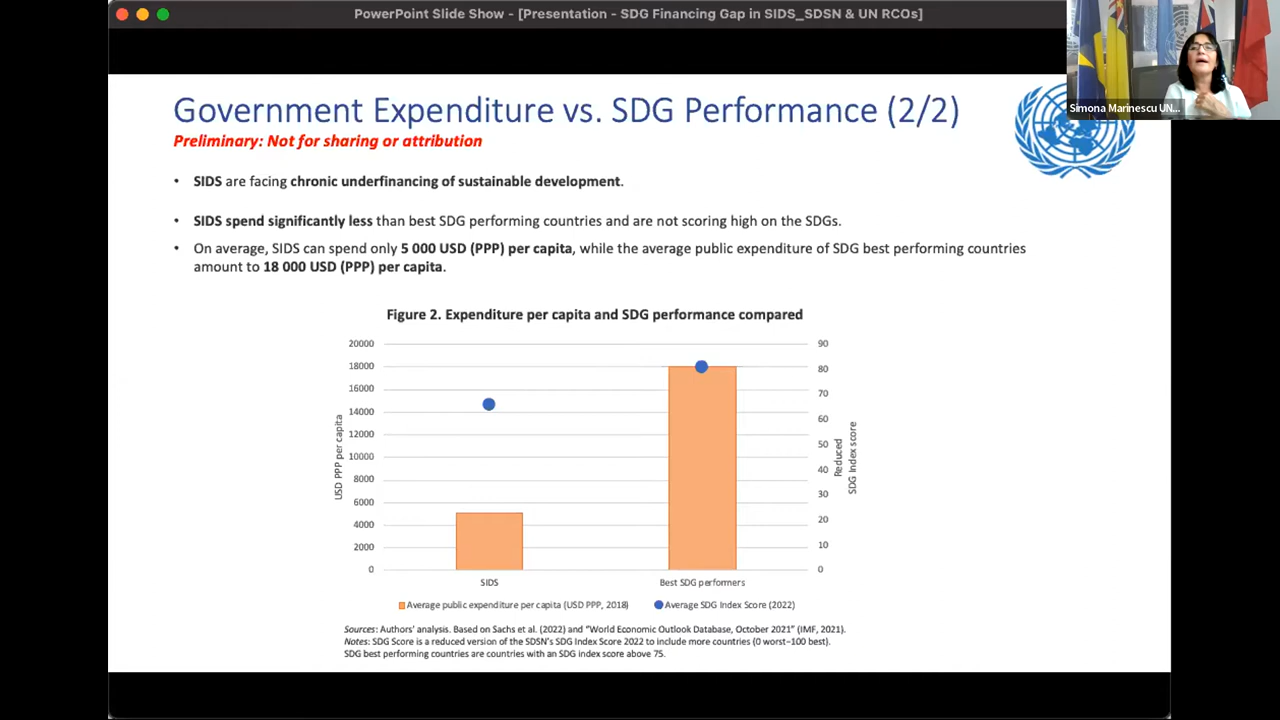 PowerPoint Slide Show - [Presentation - SDG Financing Gap in SIDS_SDSN & UN RCOs]
Simona Marinescu UN...
Government Expenditure vs. SDG Performance (2/2)
Preliminary: Not for sharing or attribution
• SIDS are facing chronic underfinancing of sustainable development.
• SIDS spend significantly less than best SDG performing countries and are not scoring high on the SDGs.
• On average, SIDS can spend only 5 000 USD (PPP) per capita, while the average public expenditure of SDG best performing countries
amount to 18 000 USD (PPP) per capita.
Figure 2. Expenditure per capita and SDG performance compared
USD PPP per capita
20000
18000
16000
14000
12000
10000
8000
6000
4000
2000
0
90
80
70
60
50
40
30
20
10
0
Reduced
SDG Index score
SIDS
Best SDG performers
Average public expenditure per capita (USD PPP, 2018)
Average SDG Index Score (2022)
Sources: Authors' analysis. Based on Sachs et al. (2022) and "World Economic Outlook Database, October 2021" (IMF, 2021).
Notes: SDG Score is a reduced version of the SDSN's SDG Index Score 2022 to include more countries (0 worst–100 best).
SDG best performing countries are countries with an SDG index score above 75.